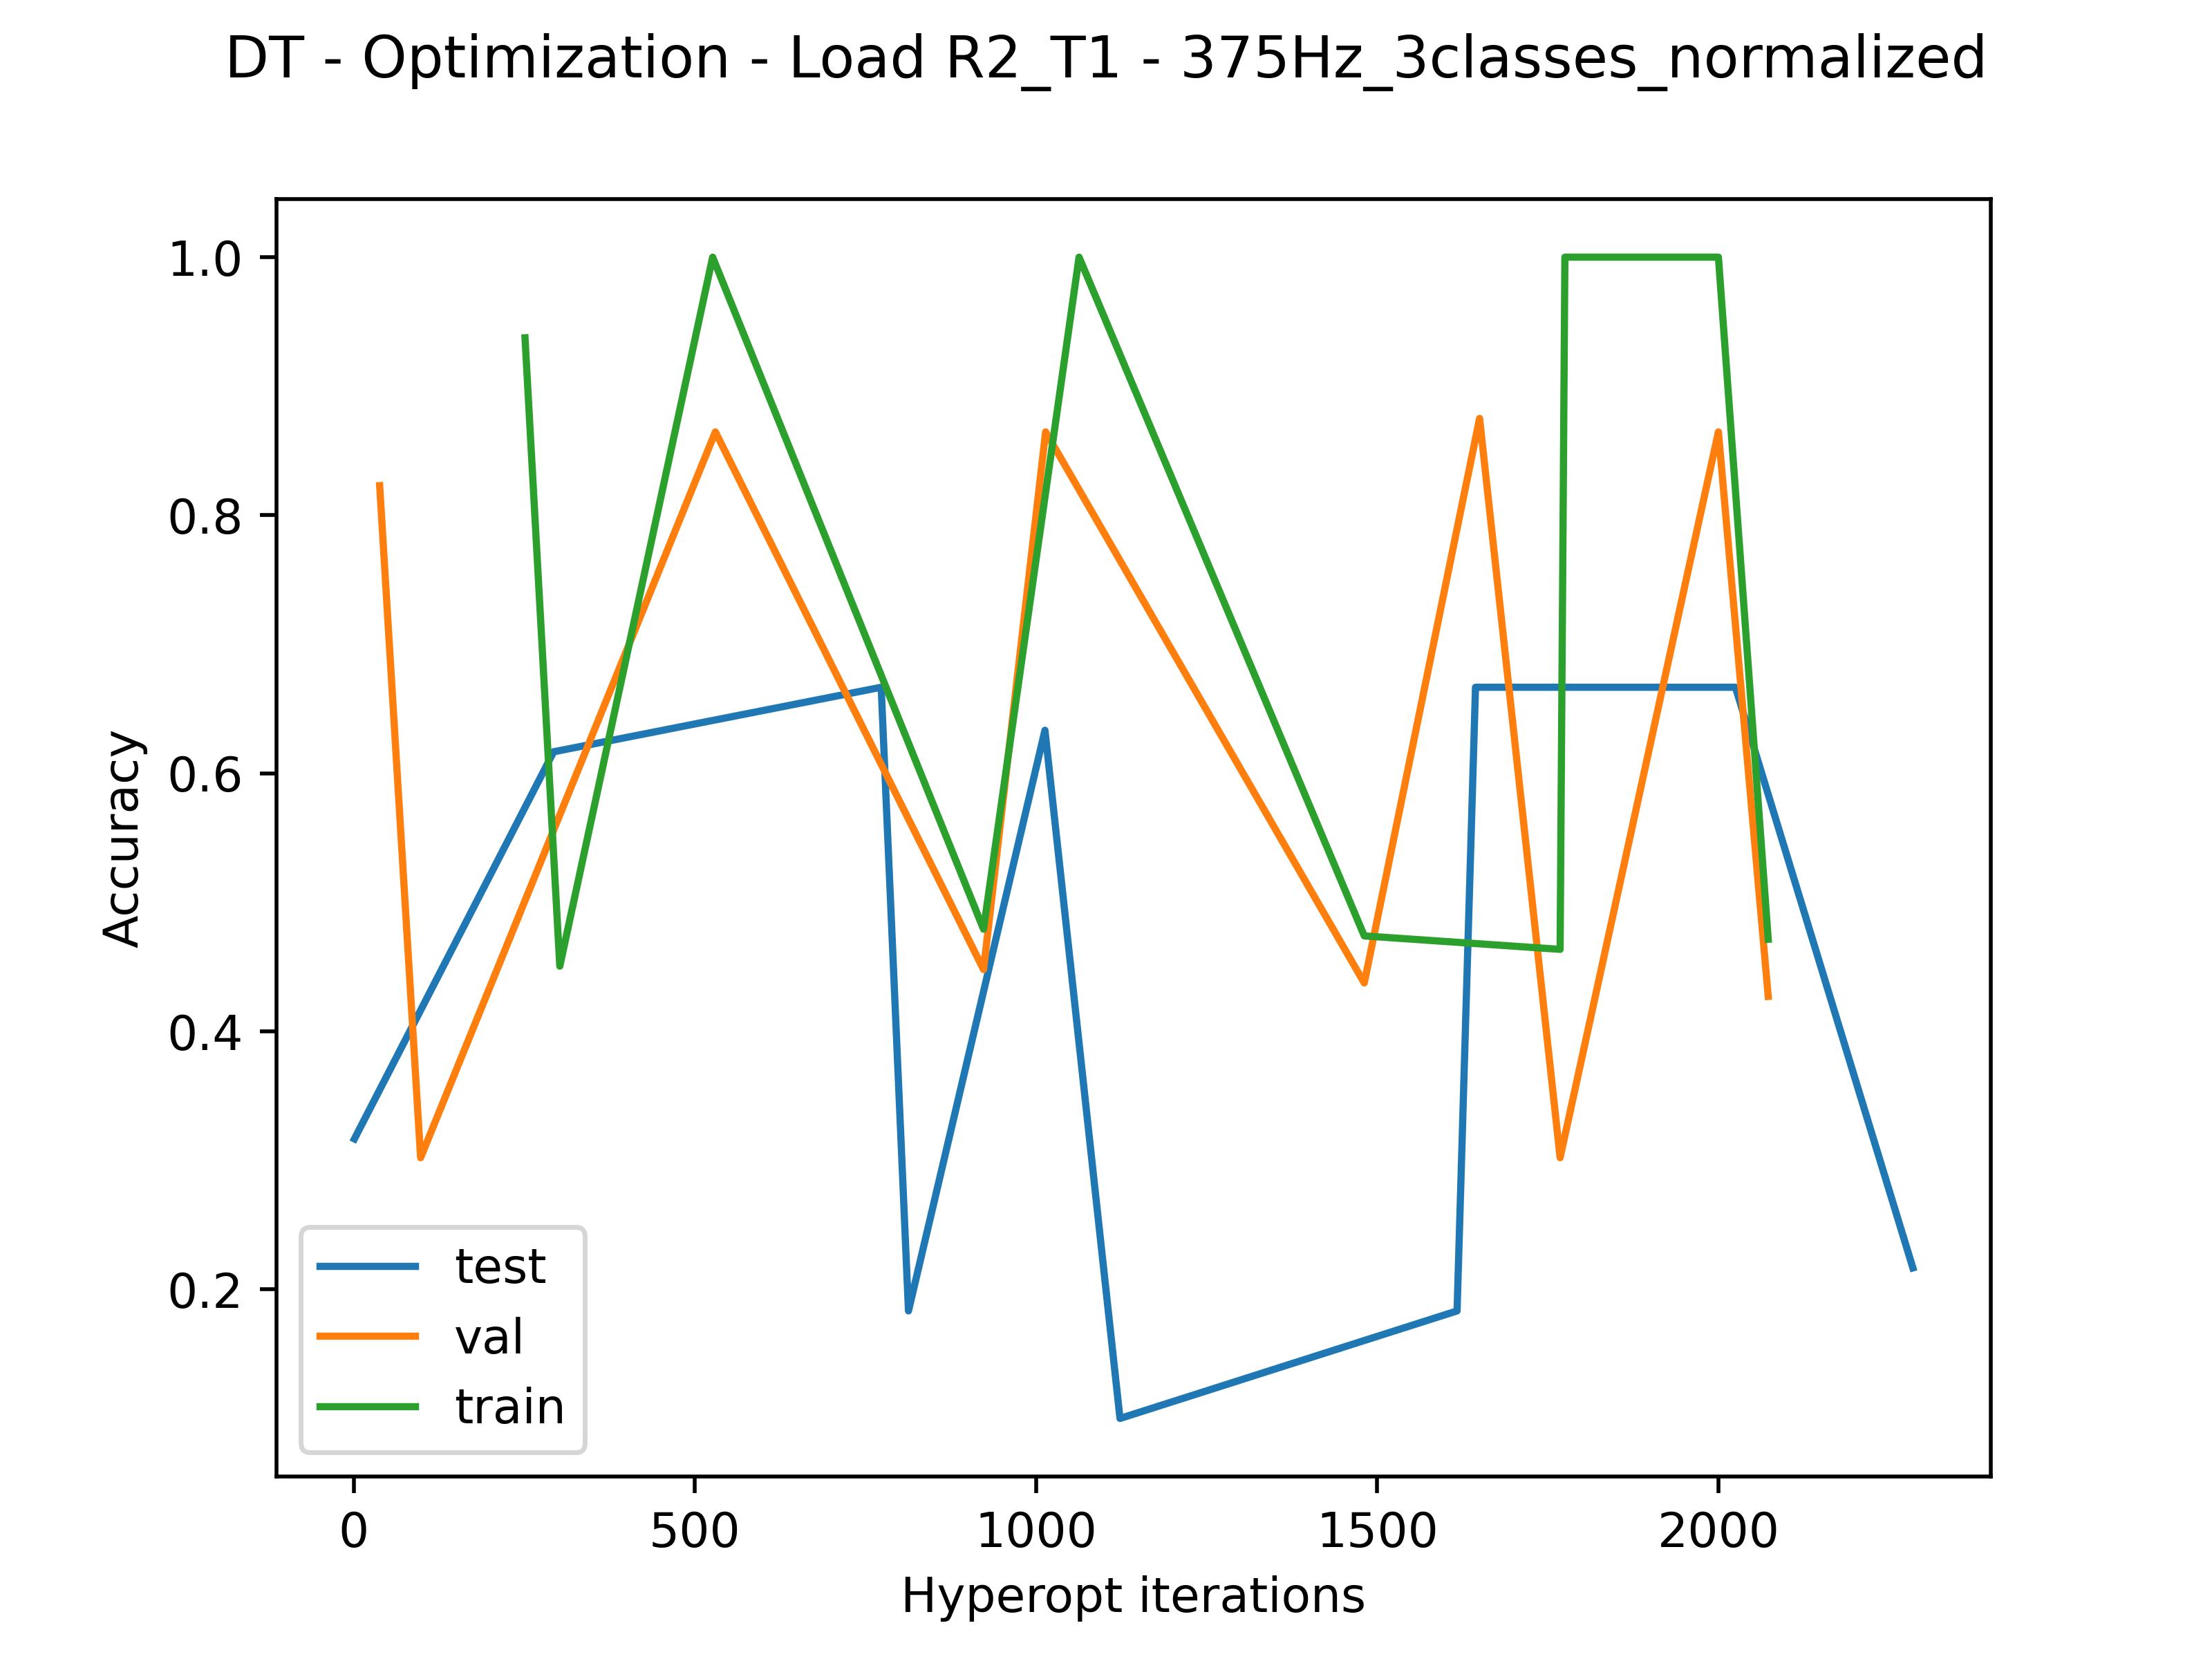 DT - Optimization - Load R2_T1 - 375Hz_3classes_normalized
1.0
0.8
0.6
0.4
0.2
Accuracy
test
val
train
0 500 1000 1500 2000
Hyperopt iterations